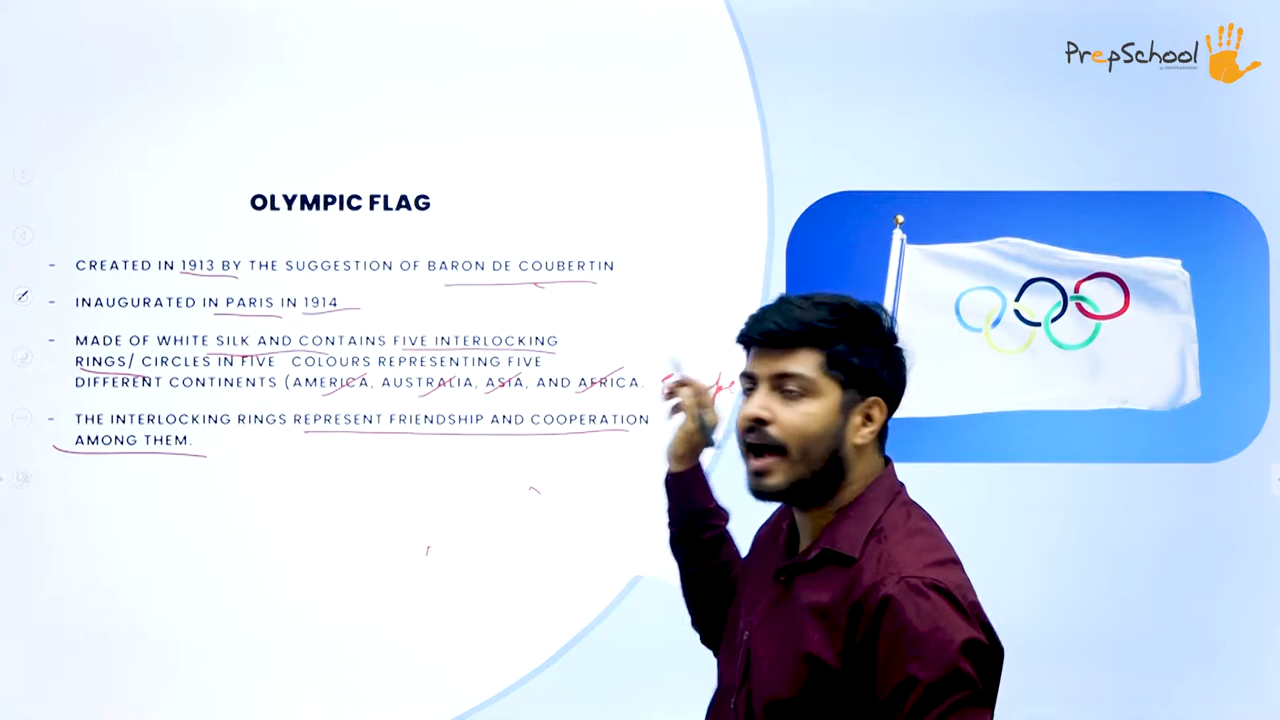 PrepSchool
OLYMPIC FLAG
- CREATED IN 1913 BY THE SUGGESTION OF BARON DE COUBERTIN
- INAUGURATED IN PARIS IN 1914
- MADE OF WHITE SILK AND CONTAINS FIVE INTERLOCKING
RINGS/ CIRCLES IN FIVE COLOURS REPRESENTING FIVE
DIFFERENT CONTINENTS (AMERICA, AUSTRALIA, ASIA, AND AFRICA.
- THE INTERLOCKING RINGS REPRESENT FRIENDSHIP AND COOPERATION
AMONG THEM.